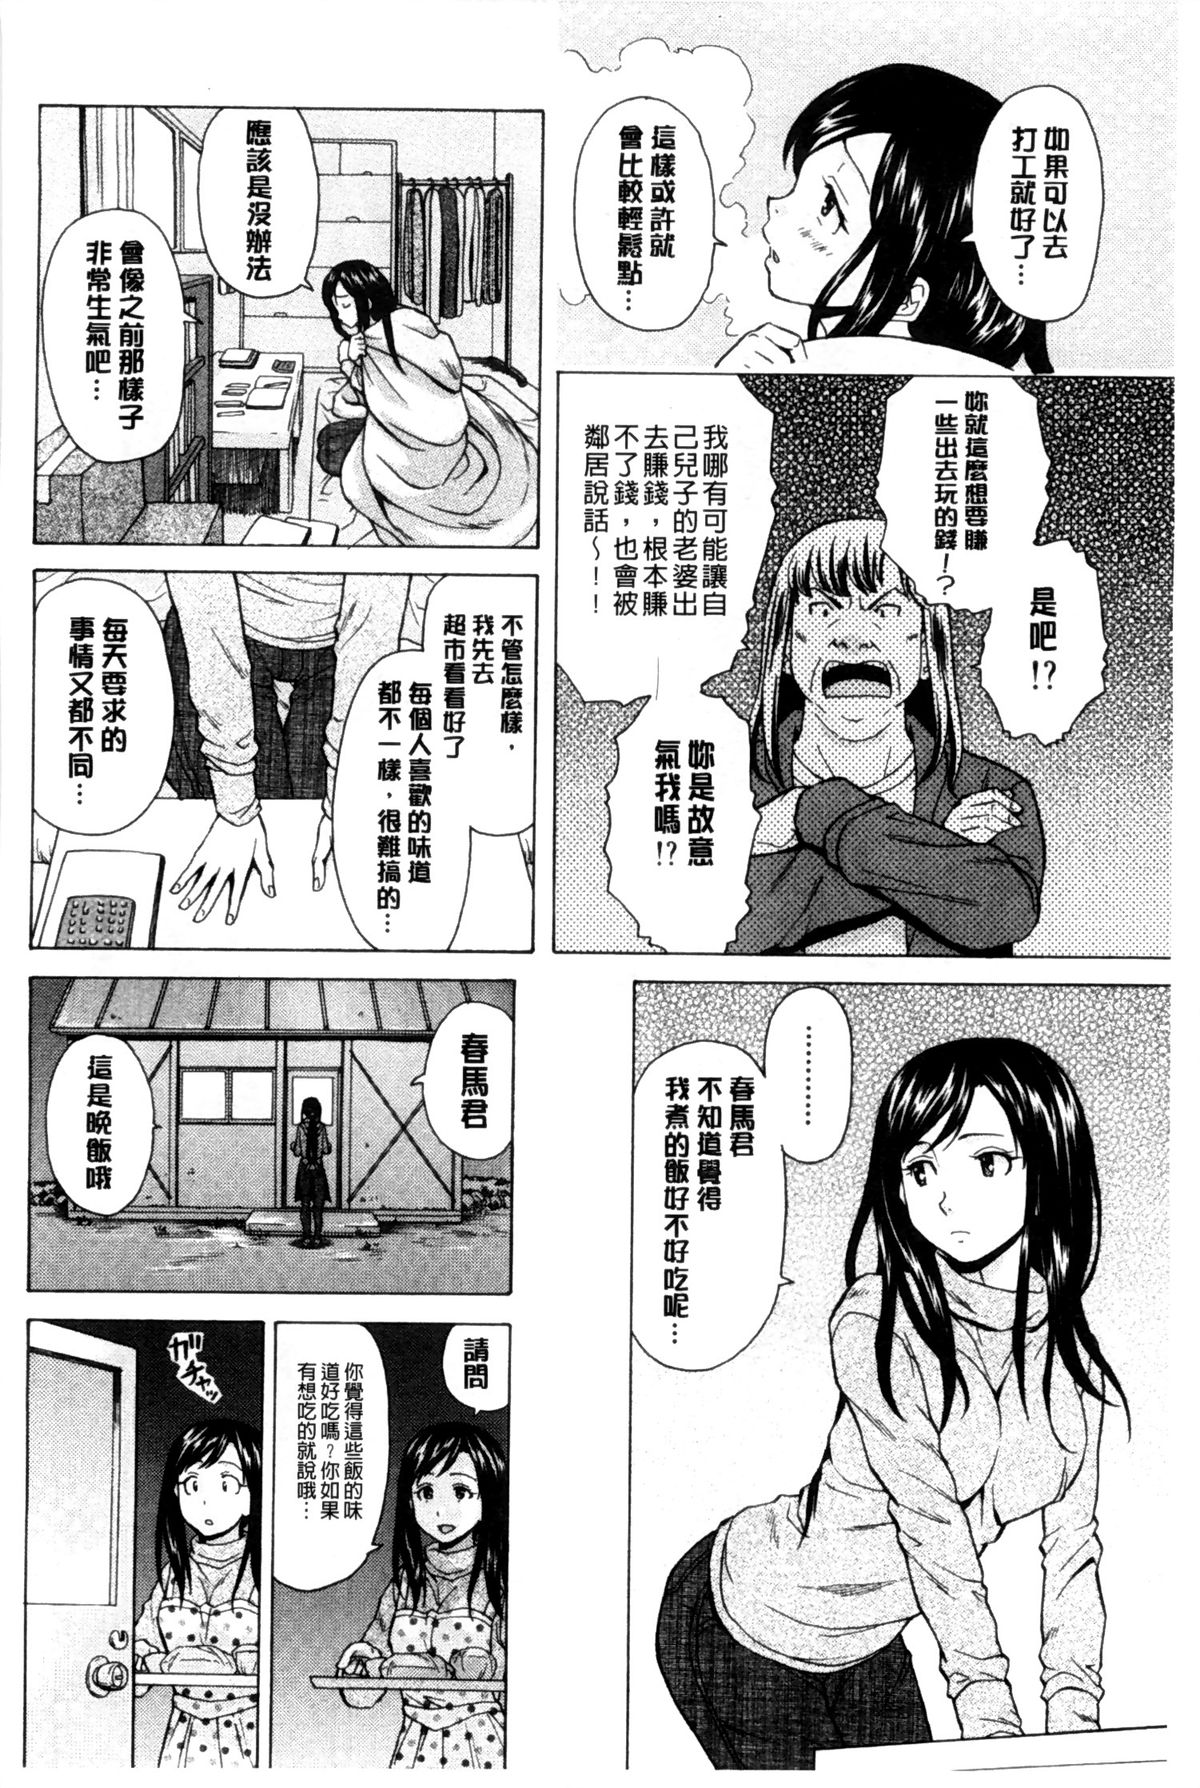 如果可以去
打工就好了…
這樣或許就
會比較輕鬆點…
妳就這麼想要賺
一些出去玩的錢！？
是吧！？
我哪有可能讓自
己兒子的老婆出
去賺錢，根本賺
不了錢，也會被
鄰居說話～！！
妳是故意
氣我嗎！？
………
春馬君
不知道覺得
我煮的飯好不好吃呢…
應該是沒辦法
會像之前那樣子
非常生氣吧…
不管怎麼樣，
我先去
超市看看好了
每個人喜歡的味道
都不一樣，很難搞的…
每天要求的
事情又都不同…
春馬君
這是晚飯哦
請問
你覺得這些飯的味
道好吃嗎？你如果
有想吃的就說哦…
ガチャッ